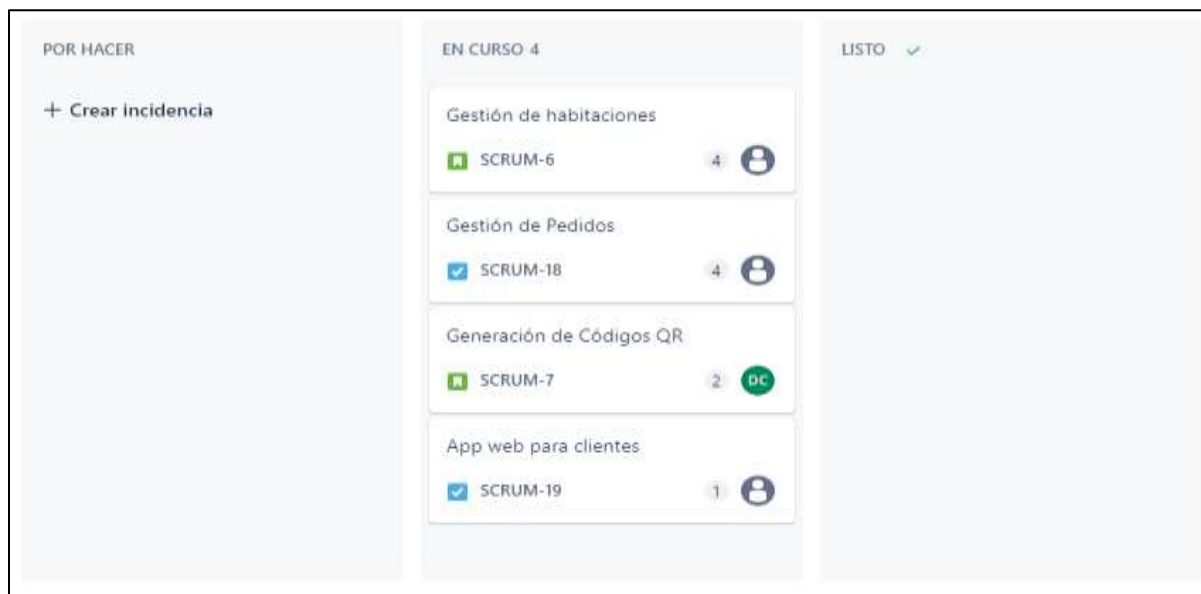 POR HACER
+ Crear incidencia
EN CURSO 4
Gestión de habitaciones
SCRUM-6 4
Gestión de Pedidos
SCRUM-18 4
Generación de Códigos QR
SCRUM-7 2 DC
App web para clientes
SCRUM-19 1
LISTO